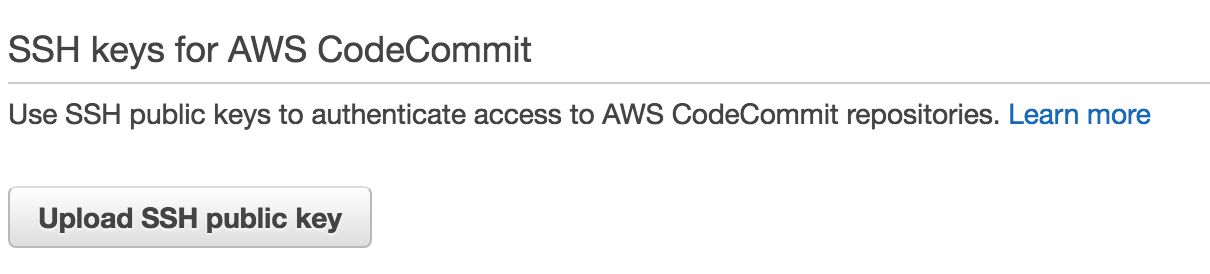 SSH keys for AWS CodeCommit
Use SSH public keys to authenticate access to AWS CodeCommit repositories. Learn more
Upload SSH public key